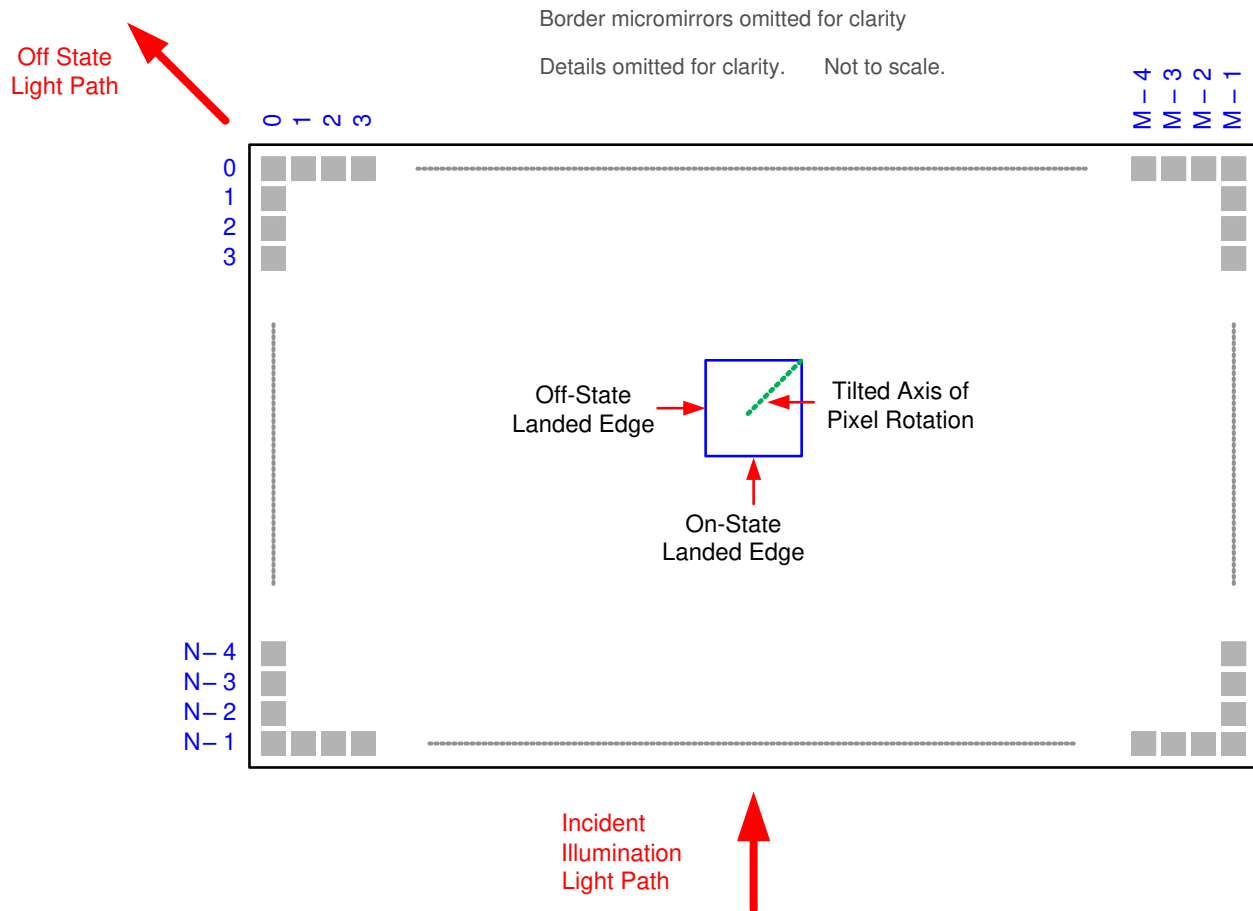 Border micromirrors omitted for clarity
Off State
Light Path
Details omitted for clarity. Not to scale.
0
1
2
3
M – 4
M – 3
M – 2
M – 1
0
1
2
3
Off-State
Landed Edge
Tilted Axis of
Pixel Rotation
On-State
Landed Edge
N – 4
N – 3
N – 2
N – 1
Incident
Illumination
Light Path